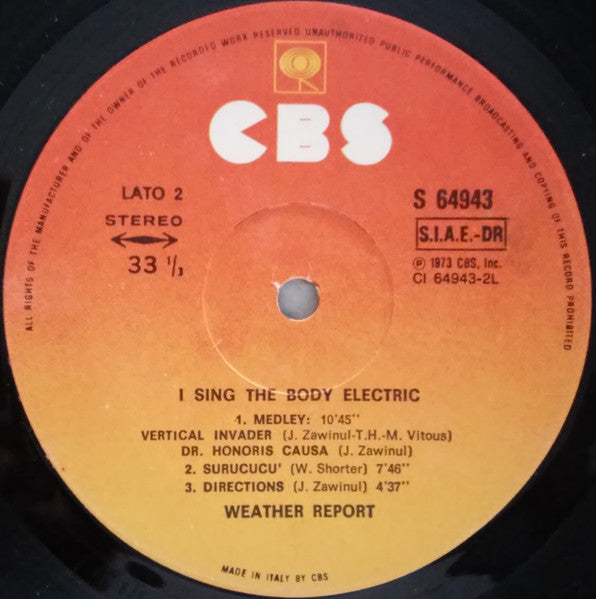 ALL RIGHTS OF THE MANUFACTURER AND OF THE OWNER OF THE RECORDED WORK RESERVED UNAUTHORIZED PUBLIC PERFORMANCE BROADCASTING AND COPYING OF THIS RECORD PROHIBITED
CBS
LATO 2
STEREO
33 1/3
S 64943
S.I.A.E.-DR
℗ 1973 CBS, Inc.
CI 64943-2L
I SING THE BODY ELECTRIC
1. MEDLEY: 10'45''
VERTICAL INVADER (J. Zawinul-T.H.-M. Vitous)
DR. HONORIS CAUSA (J. Zawinul)
2. SURUCUCU' (W. Shorter) 7'46''
3. DIRECTIONS (J. Zawinul) 4'37''
WEATHER REPORT
MADE IN ITALY BY CBS